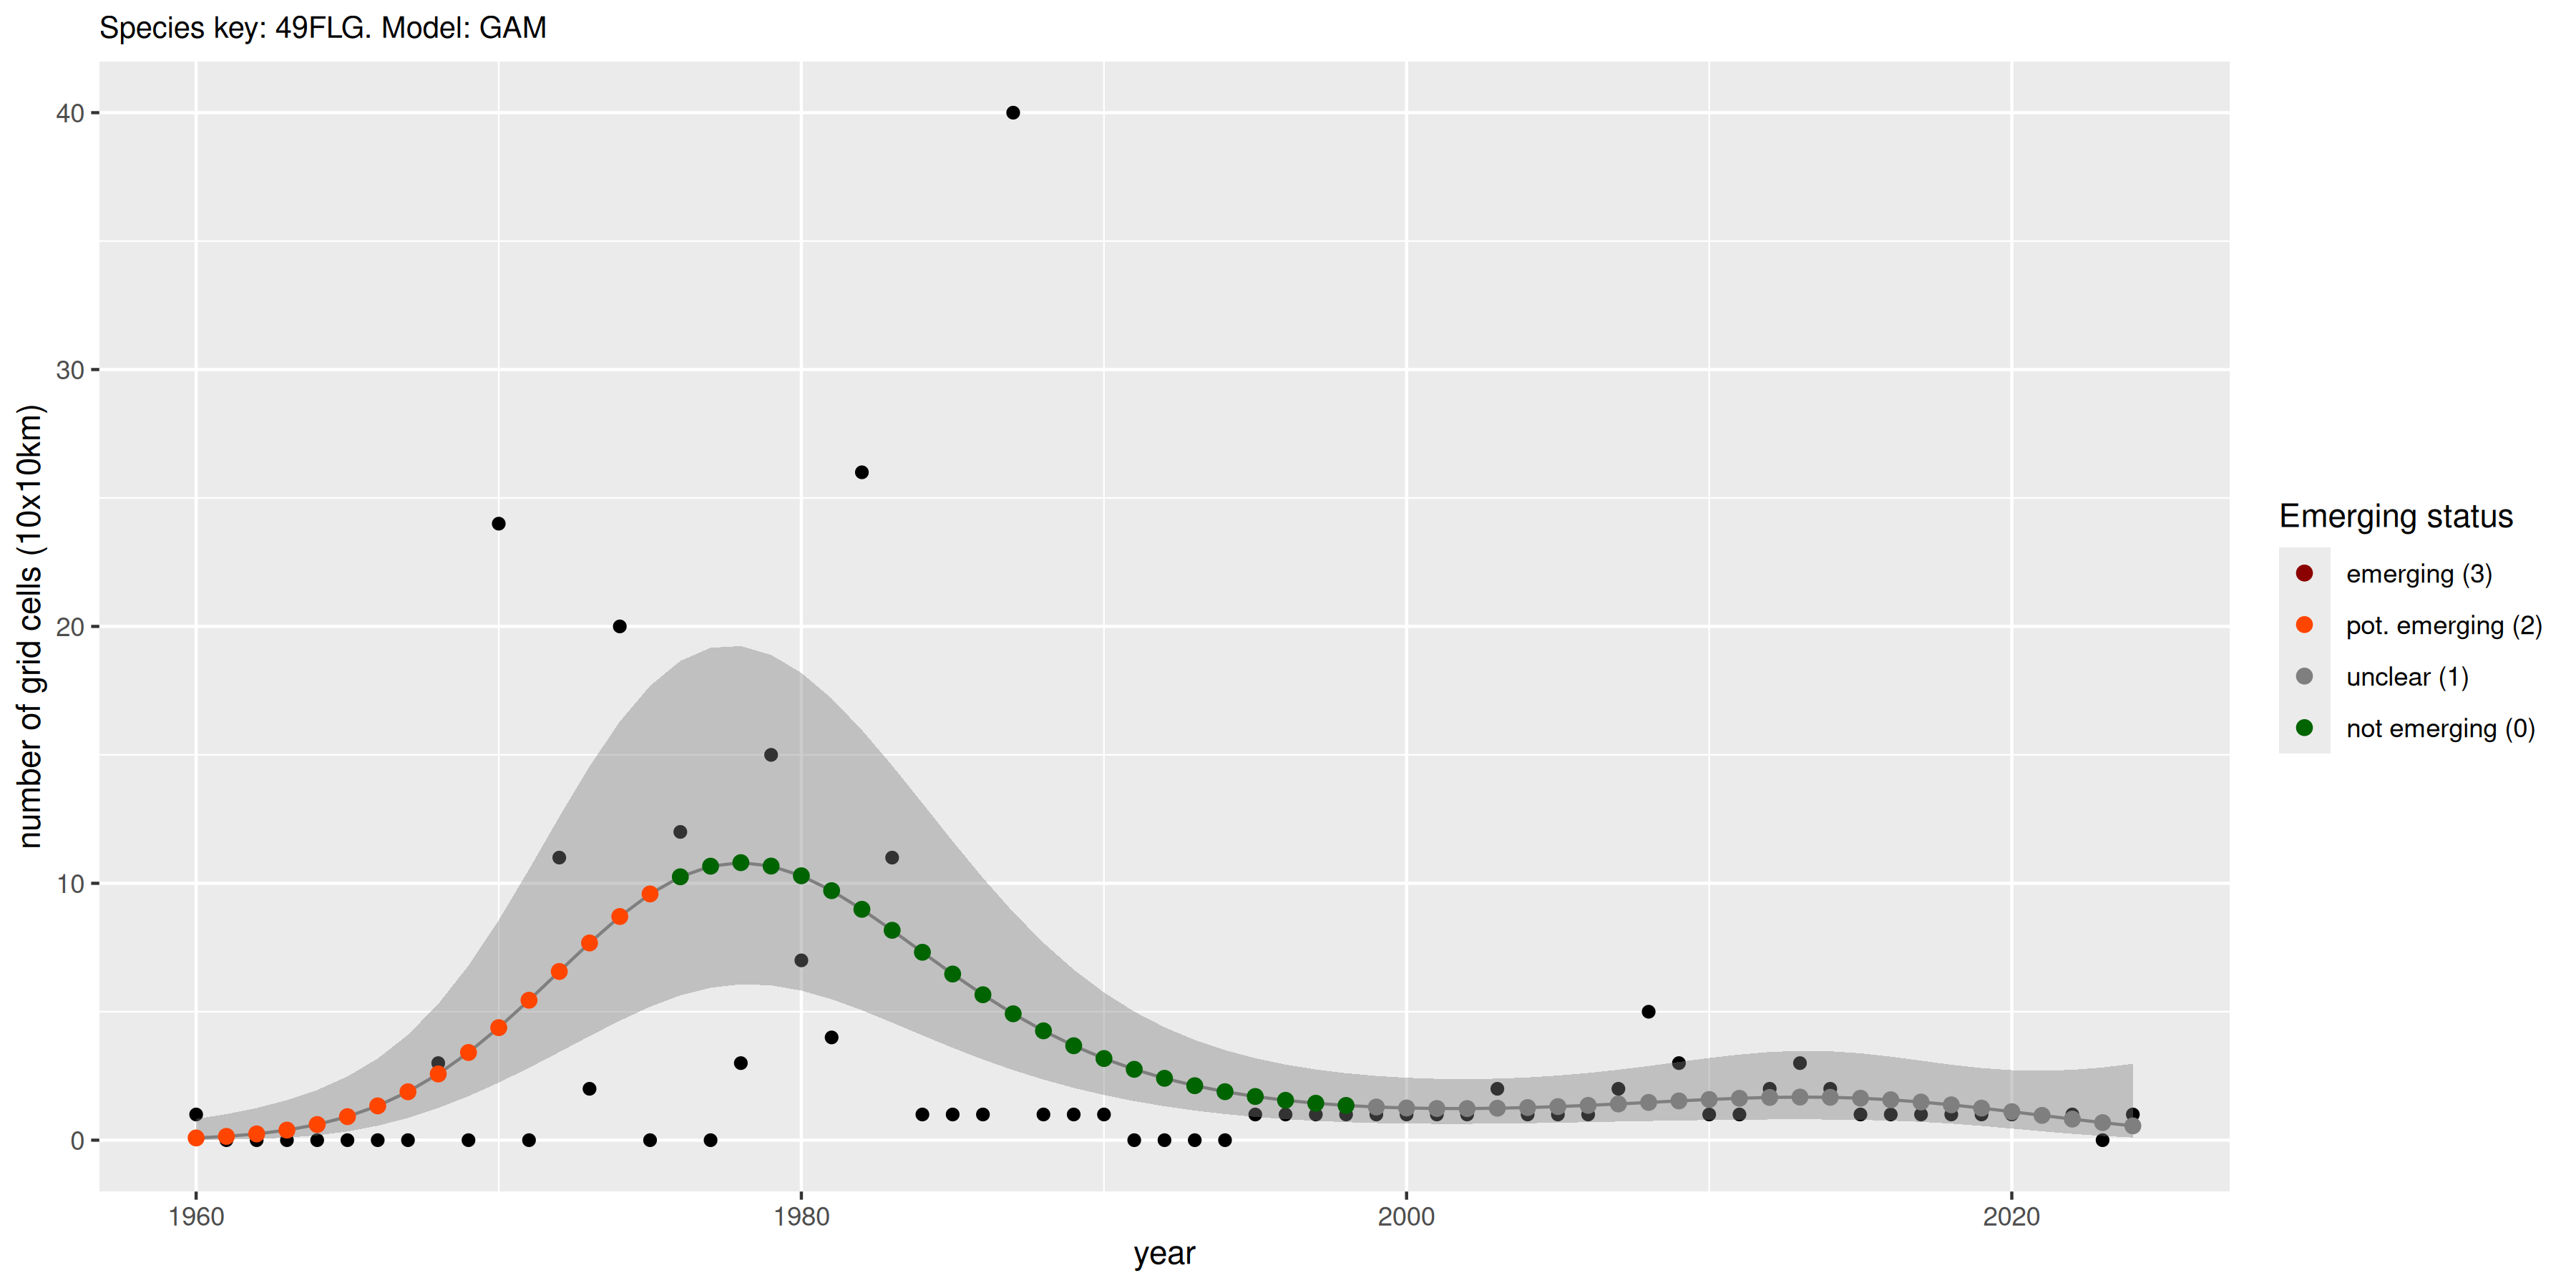 Species key: 49FLG. Model: GAM
40
30
20
10
0
number of grid cells (10x10km)
1960
1980
2000
2020
year
Emerging status
emerging (3)
pot. emerging (2)
unclear (1)
not emerging (0)